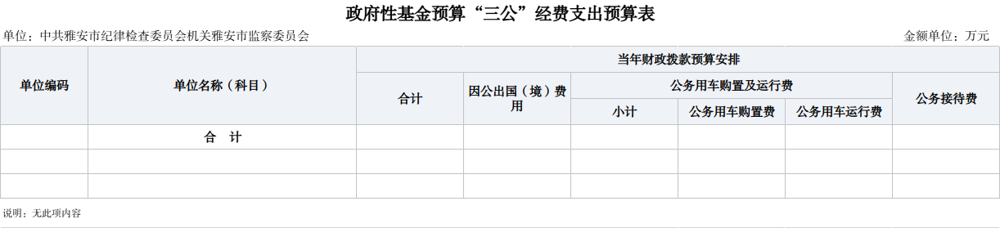 政府性基金预算“三公”经费支出预算表
单位：中共雅安市纪律检查委员会机关雅安市监察委员会 金额单位：万元
单位编码 单位名称（科目） 当年财政拨款预算安排
合计 因公出国（境）费用 公务用车购置及运行费 公务接待费
小计 公务用车购置费 公务用车运行费
合 计
说明：无此项内容